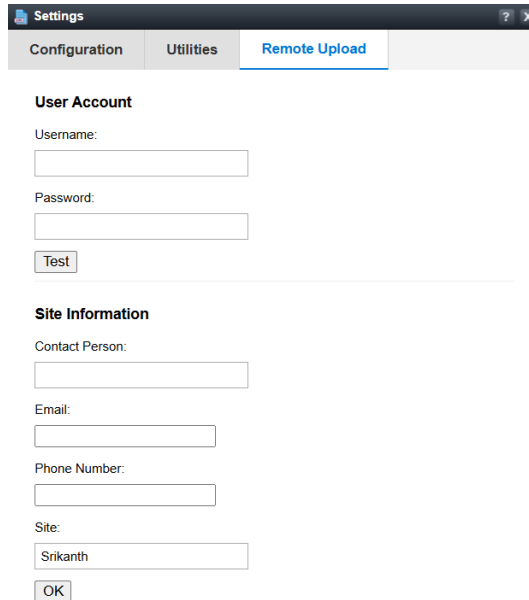 Settings ? X
Configuration Utilities Remote Upload
User Account
Username:
Password:
Test
Site Information
Contact Person:
Email:
Phone Number:
Site:
Srikanth
OK